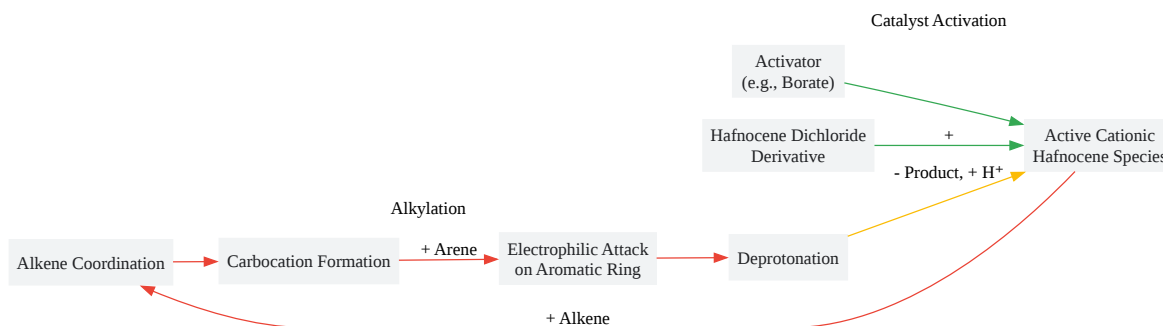 Catalyst Activation
Activator
(e.g., Borate)
Hafnocene Dichloride
Derivative
+
Active Cationic
Hafnocene Species
- Product, + H⁺
Alkylation
Alkene Coordination
Carbocation Formation
+ Arene
Electrophilic Attack
on Aromatic Ring
Deprotonation
+ Alkene